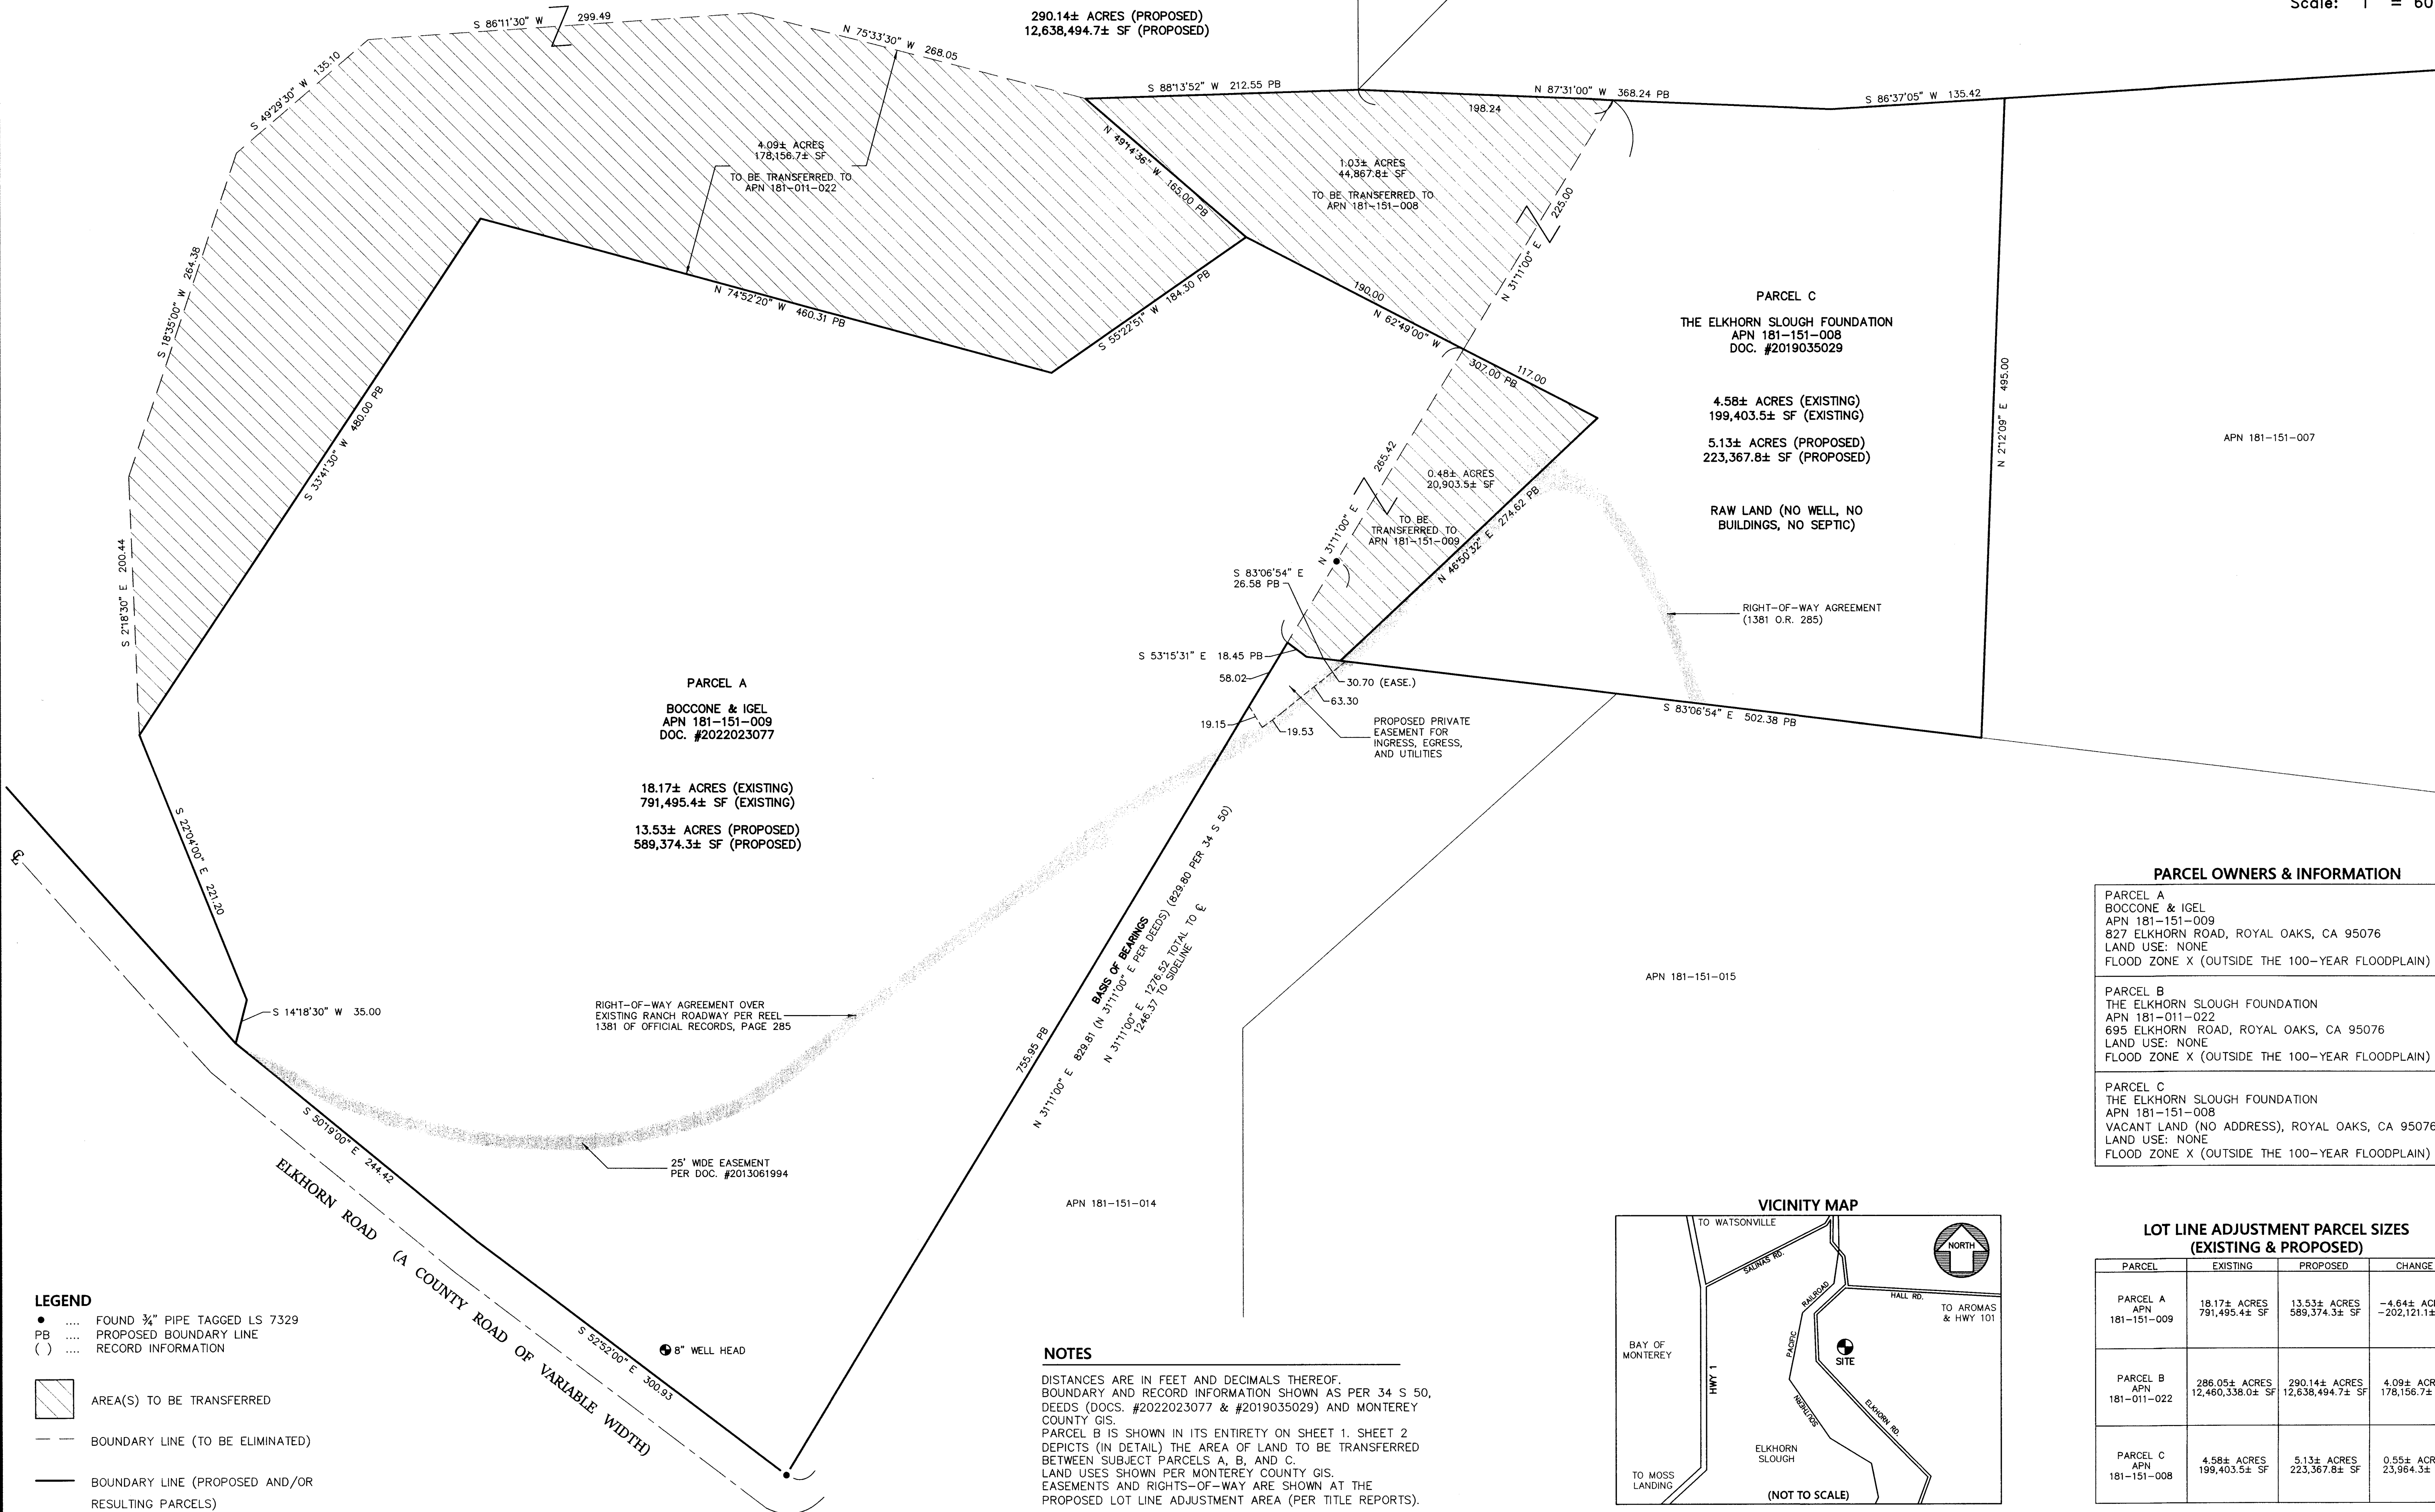 290.14± ACRES (PROPOSED)
12,638,494.7± SF (PROPOSED)
Scale: 1" = 60
S 86°11'30" W 299.49
N 75°33'30" W 268.05
S 49°29'30" W 135.10
S 18°35'00" W 264.38
S 2°18'30" E 200.44
4.09± ACRES
178,156.7± SF
TO BE TRANSFERRED TO
APN 181-011-022
S 88°13'52" W 212.55 PB
N 87°31'00" W 368.24 PB
198.24
S 86°37'05" W 135.42
N 49°14'36" W 165.00 PB
1.03± ACRES
44,867.8± SF
TO BE TRANSFERRED TO
APN 181-151-008
N 31°11'00" E 225.00
N 74°52'20" W 460.31 PB
S 55°22'51" W 184.30 PB
190.00
N 62°49'00" W
307.00 PB
117.00
S 33°41'30" W 480.00 PB
PARCEL C
THE ELKHORN SLOUGH FOUNDATION
APN 181-151-008
DOC. #2019035029
4.58± ACRES (EXISTING)
199,403.5± SF (EXISTING)
5.13± ACRES (PROPOSED)
223,367.8± SF (PROPOSED)
RAW LAND (NO WELL, NO
BUILDINGS, NO SEPTIC)
N 2°12'09" E 495.00
APN 181-151-007
N 31°11'00" E 265.42
0.48± ACRES
20,903.5± SF
TO BE
TRANSFERRED TO
APN 181-151-009
N 46°50'32" E 274.62 PB
S 83°06'54" E
26.58 PB
RIGHT-OF-WAY AGREEMENT
(1381 O.R. 285)
S 53°15'31" E 18.45 PB
58.02
30.70 (EASE.)
63.30
19.15
19.53
PROPOSED PRIVATE
EASEMENT FOR
INGRESS, EGRESS,
AND UTILITIES
S 83°06'54" E 502.38 PB
PARCEL A
BOCCONE & IGEL
APN 181-151-009
DOC. #2022023077
18.17± ACRES (EXISTING)
791,495.4± SF (EXISTING)
13.53± ACRES (PROPOSED)
589,374.3± SF (PROPOSED)
S 22°04'00" E 221.20
S 14°18'30" W 35.00
RIGHT-OF-WAY AGREEMENT OVER
EXISTING RANCH ROADWAY PER REEL
1381 OF OFFICIAL RECORDS, PAGE 285
755.95 PB
BASIS OF BEARINGS
N 31°11'00" E 829.81 (N 31°11'00" E PER DEEDS) (829.80 PER 34 S 50)
N 31°11'00" E 1276.52 TOTAL TO ℄
1246.37 TO SIDELINE
APN 181-151-015
APN 181-151-014
℄
S 50°19'00" E 244.42
25' WIDE EASEMENT
PER DOC. #2013061994
ELKHORN ROAD (A COUNTY ROAD OF VARIABLE WIDTH)
S 52°52'00" E 300.93
8" WELL HEAD
LEGEND
● .... FOUND ¾" PIPE TAGGED LS 7329
PB .... PROPOSED BOUNDARY LINE
( ) .... RECORD INFORMATION
AREA(S) TO BE TRANSFERRED
BOUNDARY LINE (TO BE ELIMINATED)
BOUNDARY LINE (PROPOSED AND/OR
RESULTING PARCELS)
NOTES
DISTANCES ARE IN FEET AND DECIMALS THEREOF.
BOUNDARY AND RECORD INFORMATION SHOWN AS PER 34 S 50,
DEEDS (DOCS. #2022023077 & #2019035029) AND MONTEREY
COUNTY GIS.
PARCEL B IS SHOWN IN ITS ENTIRETY ON SHEET 1. SHEET 2
DEPICTS (IN DETAIL) THE AREA OF LAND TO BE TRANSFERRED
BETWEEN SUBJECT PARCELS A, B, AND C.
LAND USES SHOWN PER MONTEREY COUNTY GIS.
EASEMENTS AND RIGHTS-OF-WAY ARE SHOWN AT THE
PROPOSED LOT LINE ADJUSTMENT AREA (PER TITLE REPORTS).
VICINITY MAP
TO WATSONVILLE
SALINAS RD.
NORTH
RAILROAD
HALL RD.
TO AROMAS
& HWY 101
BAY OF
MONTEREY
PACIFIC
SITE
HWY 1
SOUTHERN
ELKHORN RD.
ELKHORN
SLOUGH
TO MOSS
LANDING
(NOT TO SCALE)
PARCEL OWNERS & INFORMATION
PARCEL A
BOCCONE & IGEL
APN 181-151-009
827 ELKHORN ROAD, ROYAL OAKS, CA 95076
LAND USE: NONE
FLOOD ZONE X (OUTSIDE THE 100-YEAR FLOODPLAIN)
PARCEL B
THE ELKHORN SLOUGH FOUNDATION
APN 181-011-022
695 ELKHORN ROAD, ROYAL OAKS, CA 95076
LAND USE: NONE
FLOOD ZONE X (OUTSIDE THE 100-YEAR FLOODPLAIN)
PARCEL C
THE ELKHORN SLOUGH FOUNDATION
APN 181-151-008
VACANT LAND (NO ADDRESS), ROYAL OAKS, CA 95076
LAND USE: NONE
FLOOD ZONE X (OUTSIDE THE 100-YEAR FLOODPLAIN)
LOT LINE ADJUSTMENT PARCEL SIZES
(EXISTING & PROPOSED)
PARCEL EXISTING PROPOSED CHANGE
PARCEL A
APN
181-151-009
18.17± ACRES
791,495.4± SF
13.53± ACRES
589,374.3± SF
-4.64± AC
-202,121.1±
PARCEL B
APN
181-011-022
286.05± ACRES
12,460,338.0± SF
290.14± ACRES
12,638,494.7± SF
4.09± ACR
178,156.7±
PARCEL C
APN
181-151-008
4.58± ACRES
199,403.5± SF
5.13± ACRES
223,367.8± SF
0.55± ACR
23,964.3±